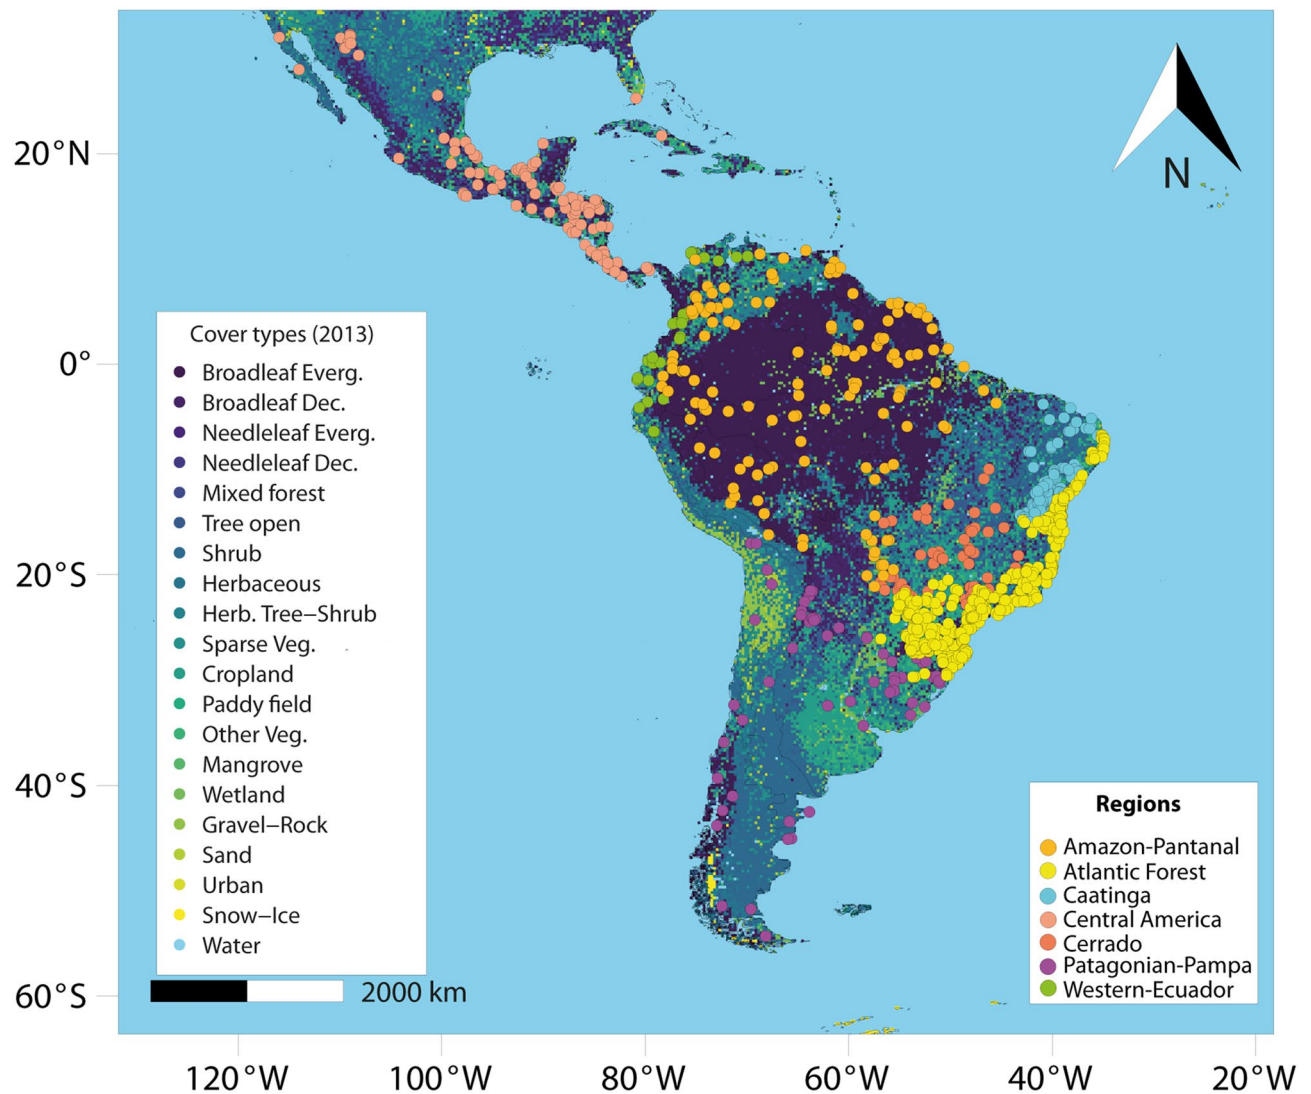 N
20°N
0°
20°S
40°S
60°S
Cover types (2013)
Broadleaf Everg.
Broadleaf Dec.
Needleleaf Everg.
Needleleaf Dec.
Mixed forest
Tree open
Shrub
Herbaceous
Herb. Tree–Shrub
Sparse Veg.
Cropland
Paddy field
Other Veg.
Mangrove
Wetland
Gravel–Rock
Sand
Urban
Snow–Ice
Water
2000 km
Regions
Amazon-Pantanal
Atlantic Forest
Caatinga
Central America
Cerrado
Patagonian-Pampa
Western-Ecuador
120°W 100°W 80°W 60°W 40°W 20°W